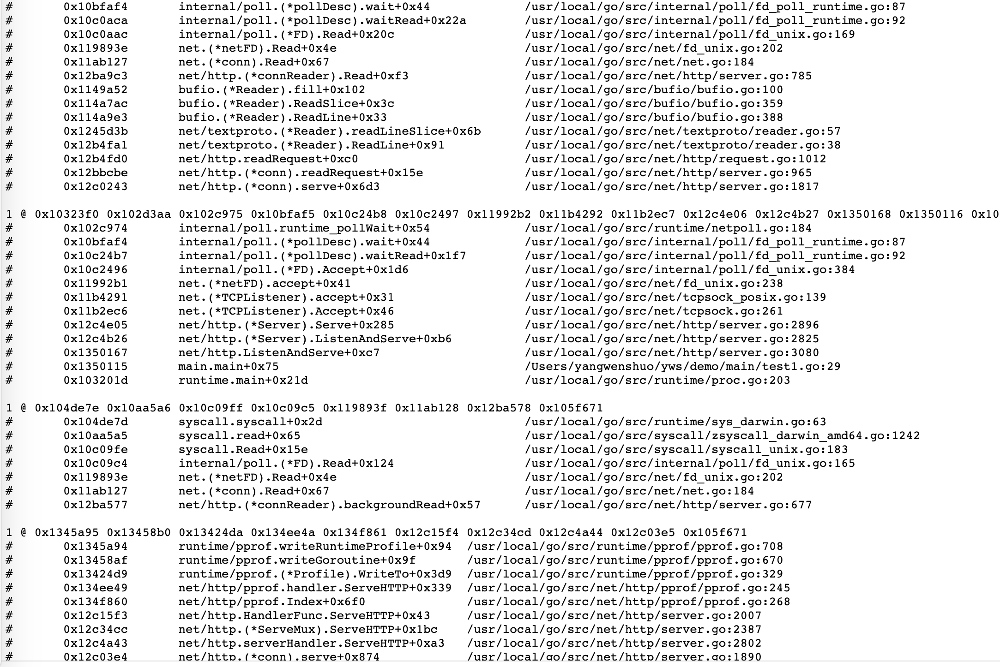 # 0x10bfaf4 internal/poll.(*pollDesc).wait+0x44 /usr/local/go/src/internal/poll/fd_poll_runtime.go:87
# 0x10c0aca internal/poll.(*pollDesc).waitRead+0x22a /usr/local/go/src/internal/poll/fd_poll_runtime.go:92
# 0x10c0aac internal/poll.(*FD).Read+0x20c /usr/local/go/src/internal/poll/fd_unix.go:169
# 0x119893e net.(*netFD).Read+0x4e /usr/local/go/src/net/fd_unix.go:202
# 0x11ab127 net.(*conn).Read+0x67 /usr/local/go/src/net/net.go:184
# 0x12ba9c3 net/http.(*connReader).Read+0xf3 /usr/local/go/src/net/http/server.go:785
# 0x1149a52 bufio.(*Reader).fill+0x102 /usr/local/go/src/bufio/bufio.go:100
# 0x114a7ac bufio.(*Reader).ReadSlice+0x3c /usr/local/go/src/bufio/bufio.go:359
# 0x114a9e3 bufio.(*Reader).ReadLine+0x33 /usr/local/go/src/bufio/bufio.go:388
# 0x1245d3b net/textproto.(*Reader).readLineSlice+0x6b /usr/local/go/src/net/textproto/reader.go:57
# 0x12b4fa1 net/textproto.(*Reader).ReadLine+0x91 /usr/local/go/src/net/textproto/reader.go:38
# 0x12b4fd0 net/http.readRequest+0xc0 /usr/local/go/src/net/http/request.go:1012
# 0x12bbcbe net/http.(*conn).readRequest+0x15e /usr/local/go/src/net/http/server.go:965
# 0x12c0243 net/http.(*conn).serve+0x6d3 /usr/local/go/src/net/http/server.go:1817
1 @ 0x10323f0 0x102d3aa 0x102c975 0x10bfaf5 0x10c24b8 0x10c2497 0x11992b2 0x11b4292 0x11b2ec7 0x12c4e06 0x12c4b27 0x1350168 0x1350116 0x10
# 0x102c974 internal/poll.runtime_pollWait+0x54 /usr/local/go/src/runtime/netpoll.go:184
# 0x10bfaf4 internal/poll.(*pollDesc).wait+0x44 /usr/local/go/src/internal/poll/fd_poll_runtime.go:87
# 0x10c24b7 internal/poll.(*pollDesc).waitRead+0x1f7 /usr/local/go/src/internal/poll/fd_poll_runtime.go:92
# 0x10c2496 internal/poll.(*FD).Accept+0x1d6 /usr/local/go/src/internal/poll/fd_unix.go:384
# 0x11992b1 net.(*netFD).accept+0x41 /usr/local/go/src/net/fd_unix.go:238
# 0x11b4291 net.(*TCPListener).accept+0x31 /usr/local/go/src/net/tcpsock_posix.go:139
# 0x11b2ec6 net.(*TCPListener).Accept+0x46 /usr/local/go/src/net/tcpsock.go:261
# 0x12c4e05 net/http.(*Server).Serve+0x285 /usr/local/go/src/net/http/server.go:2896
# 0x12c4b26 net/http.(*Server).ListenAndServe+0xb6 /usr/local/go/src/net/http/server.go:2825
# 0x1350167 net/http.ListenAndServe+0xc7 /usr/local/go/src/net/http/server.go:3080
# 0x1350115 main.main+0x75 /Users/yangwenshuo/yws/demo/main/test1.go:29
# 0x103201d runtime.main+0x21d /usr/local/go/src/runtime/proc.go:203
1 @ 0x104de7e 0x10aa5a6 0x10c09ff 0x10c09c5 0x119893f 0x11ab128 0x12ba578 0x105f671
# 0x104de7d syscall.syscall+0x2d /usr/local/go/src/runtime/sys_darwin.go:63
# 0x10aa5a5 syscall.read+0x65 /usr/local/go/src/syscall/zsyscall_darwin_amd64.go:1242
# 0x10c09fe syscall.Read+0x15e /usr/local/go/src/syscall/syscall_unix.go:183
# 0x10c09c4 internal/poll.(*FD).Read+0x124 /usr/local/go/src/internal/poll/fd_unix.go:165
# 0x119893e net.(*netFD).Read+0x4e /usr/local/go/src/net/fd_unix.go:202
# 0x11ab127 net.(*conn).Read+0x67 /usr/local/go/src/net/net.go:184
# 0x12ba577 net/http.(*connReader).backgroundRead+0x57 /usr/local/go/src/net/http/server.go:677
1 @ 0x1345a95 0x13458b0 0x13424da 0x134ee4a 0x134f861 0x12c15f4 0x12c34cd 0x12c4a44 0x12c03e5 0x105f671
# 0x1345a94 runtime/pprof.writeRuntimeProfile+0x94 /usr/local/go/src/runtime/pprof/pprof.go:708
# 0x13458af runtime/pprof.writeGoroutine+0x9f /usr/local/go/src/runtime/pprof/pprof.go:670
# 0x13424d9 runtime/pprof.(*Profile).WriteTo+0x3d9 /usr/local/go/src/runtime/pprof/pprof.go:329
# 0x134ee49 net/http/pprof.handler.ServeHTTP+0x339 /usr/local/go/src/net/http/pprof/pprof.go:245
# 0x134f860 net/http/pprof.Index+0x6f0 /usr/local/go/src/net/http/pprof/pprof.go:268
# 0x12c15f3 net/http.HandlerFunc.ServeHTTP+0x43 /usr/local/go/src/net/http/server.go:2007
# 0x12c34cc net/http.(*ServeMux).ServeHTTP+0x1bc /usr/local/go/src/net/http/server.go:2387
# 0x12c4a43 net/http.serverHandler.ServeHTTP+0xa3 /usr/local/go/src/net/http/server.go:2802
# 0x12c03e4 net/http.(*conn).serve+0x874 /usr/local/go/src/net/http/server.go:1890